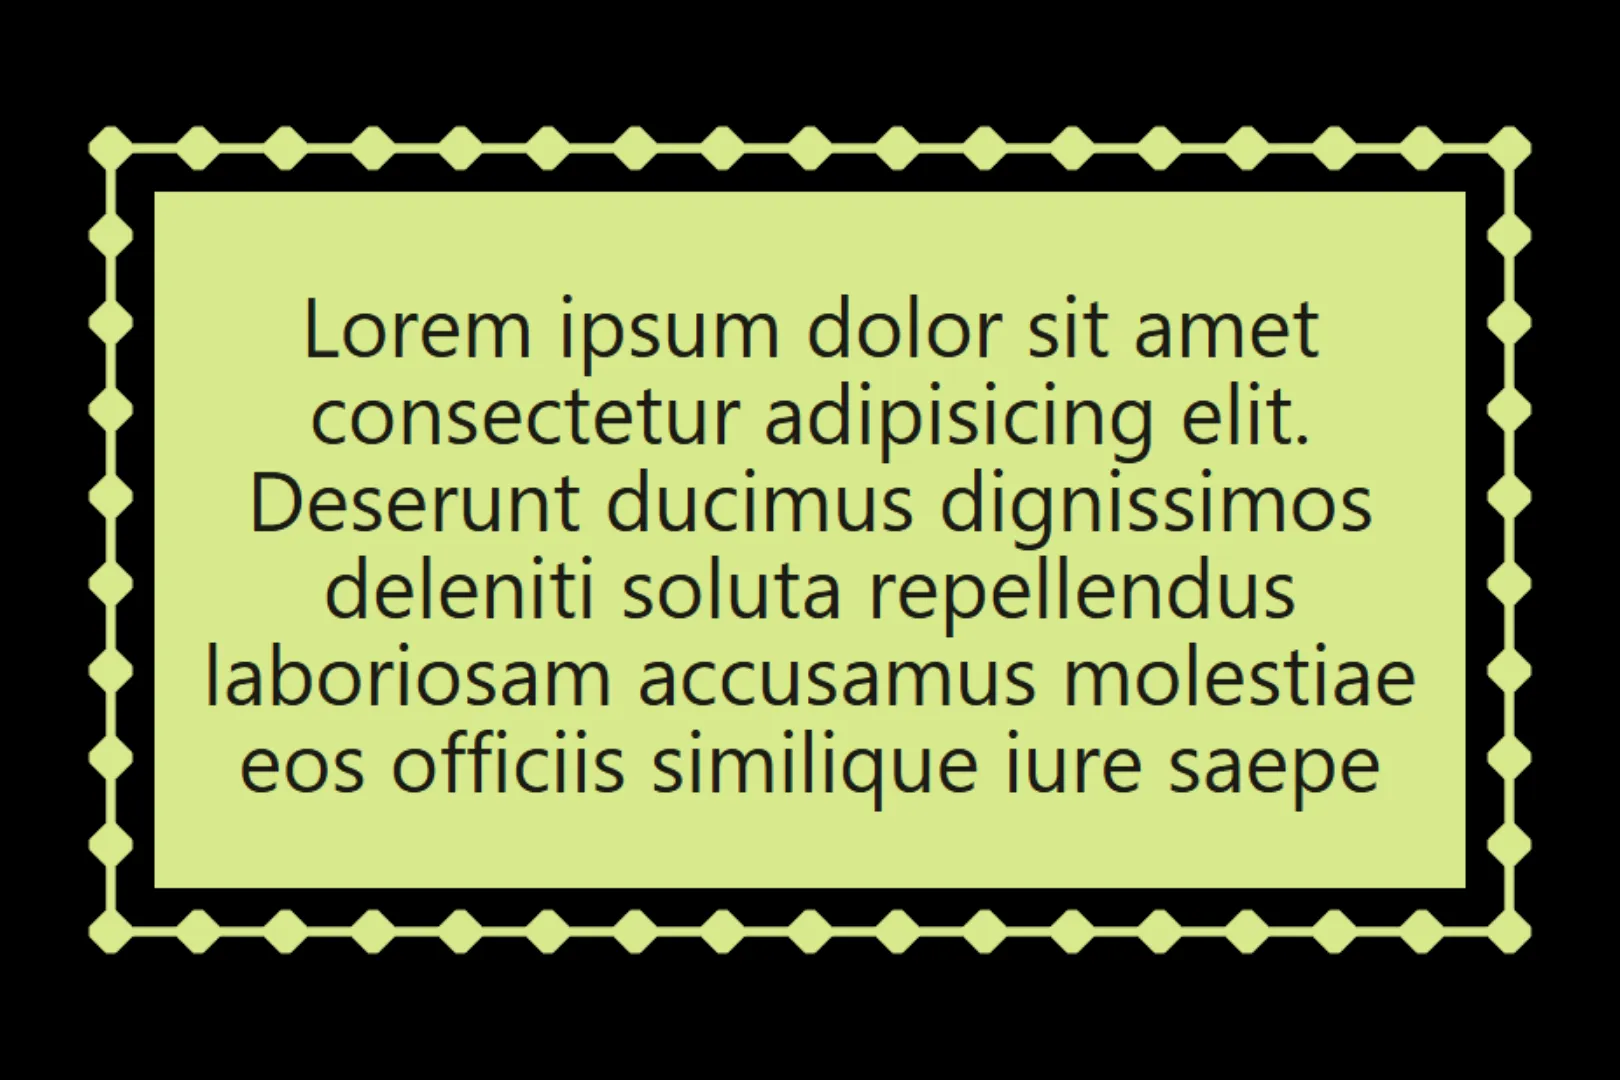 Lorem ipsum dolor sit amet
consectetur adipisicing elit.
Deserunt ducimus dignissimos
deleniti soluta repellendus
laboriosam accusamus molestiae
eos officiis similique iure saepe